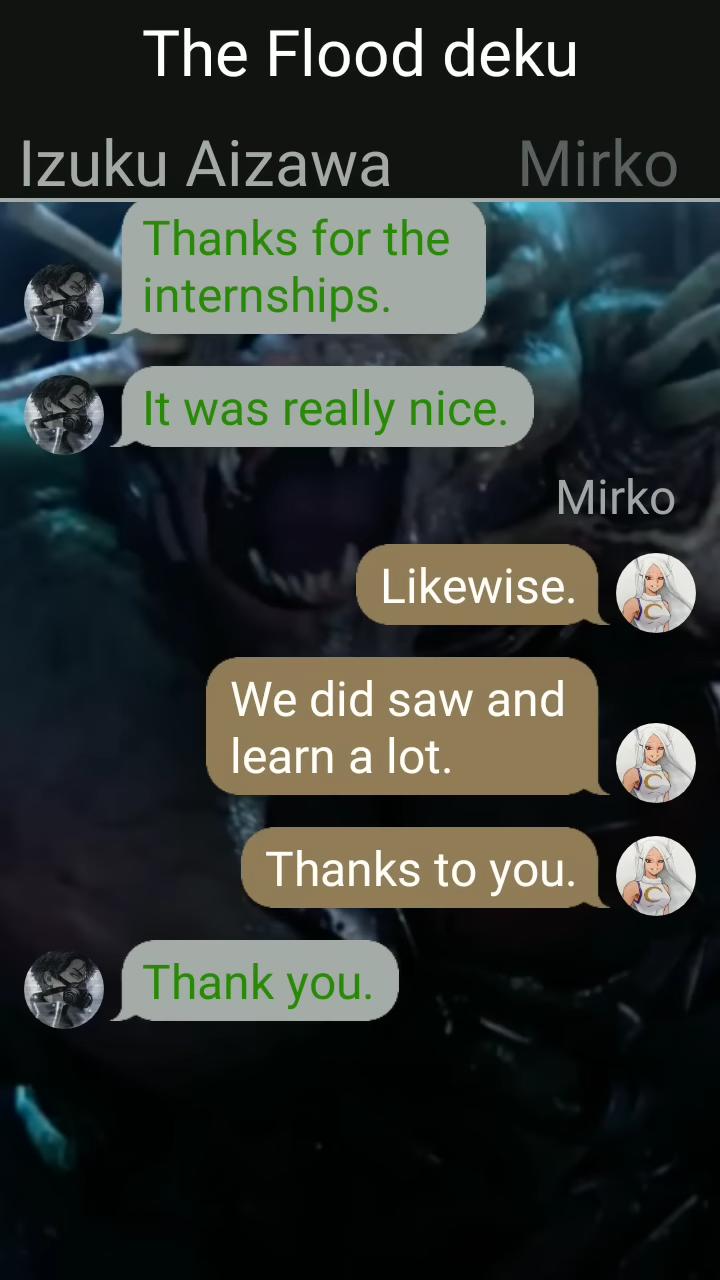 The Flood deku
Izuku Aizawa
Mirko
Thanks for the
internships.
It was really nice.
Mirko
Likewise.
We did saw and
learn a lot.
Thanks to you.
Thank you.